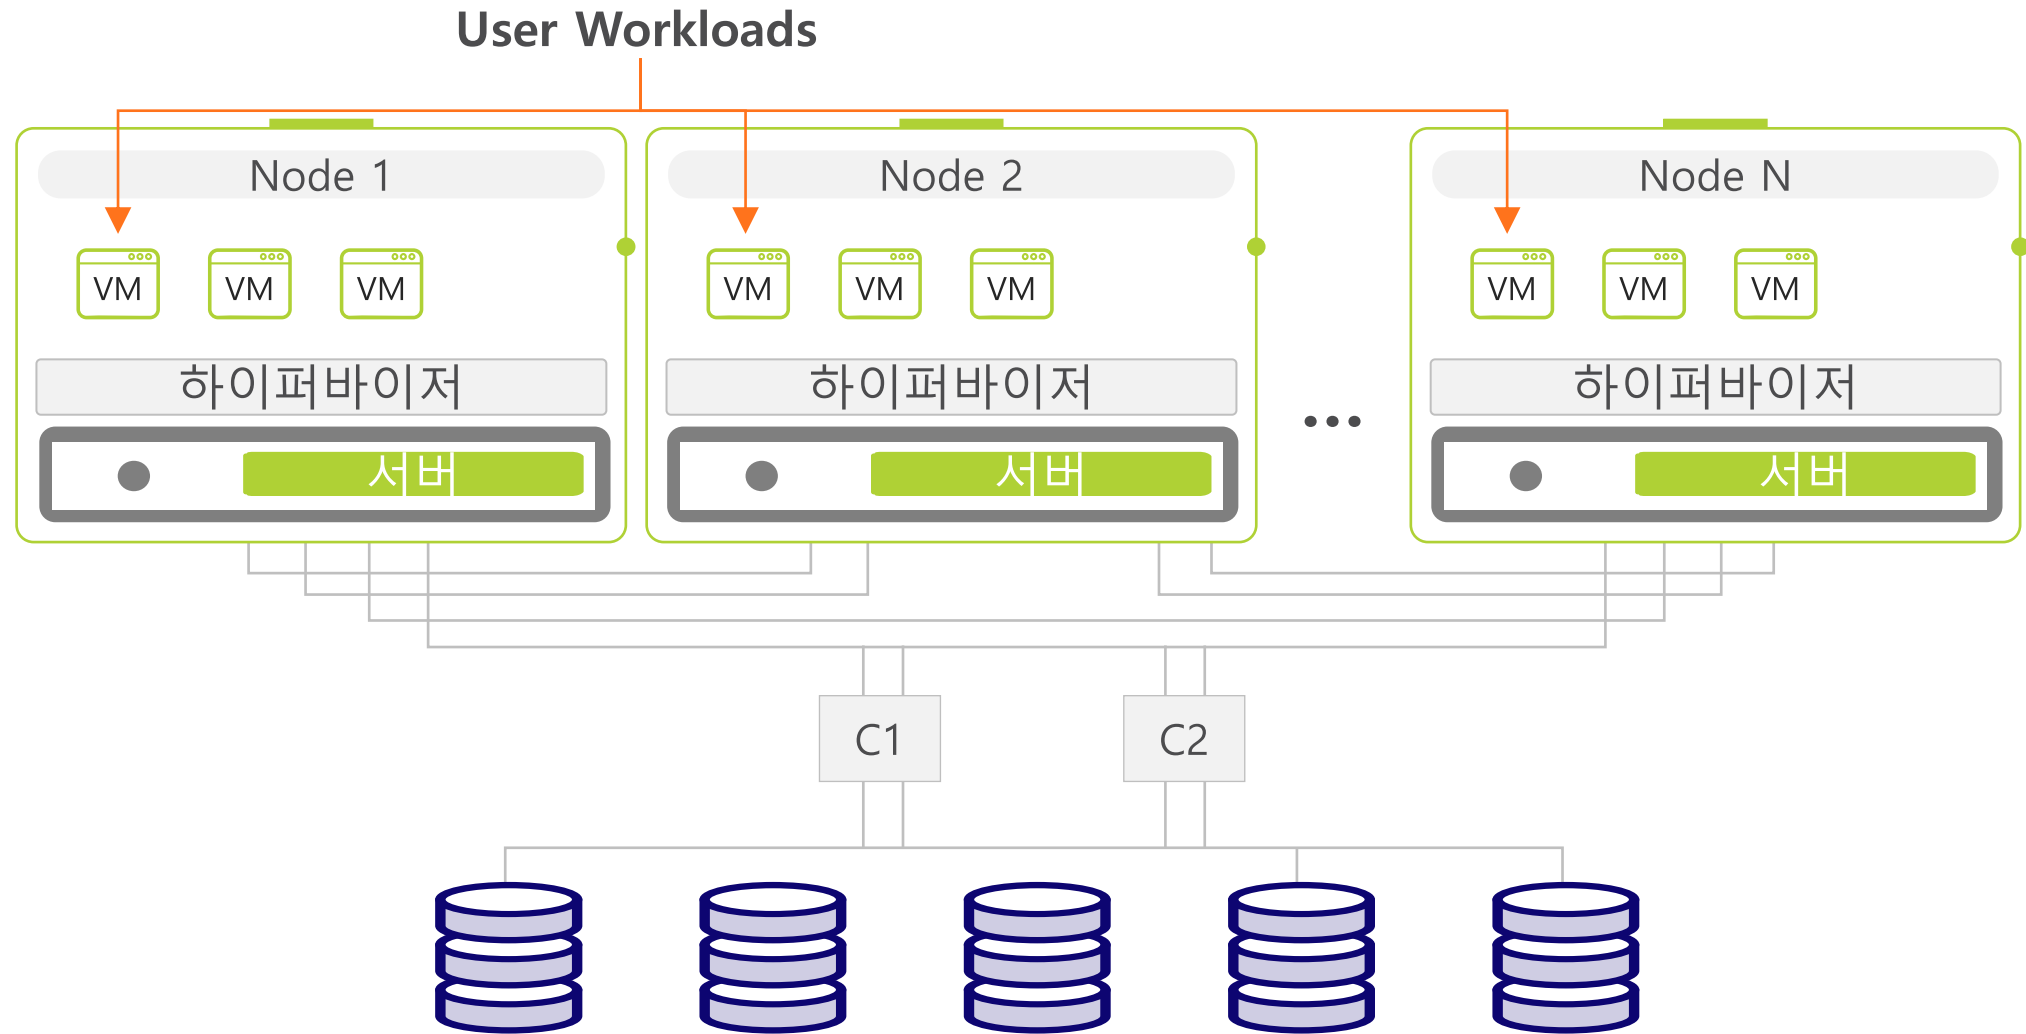 User Workloads
Node 1
Node 2
Node N
VM
VM
VM
VM
VM
VM
VM
VM
VM
하이퍼바이저
하이퍼바이저
하이퍼바이저
...
서버
서버
서버
C1
C2